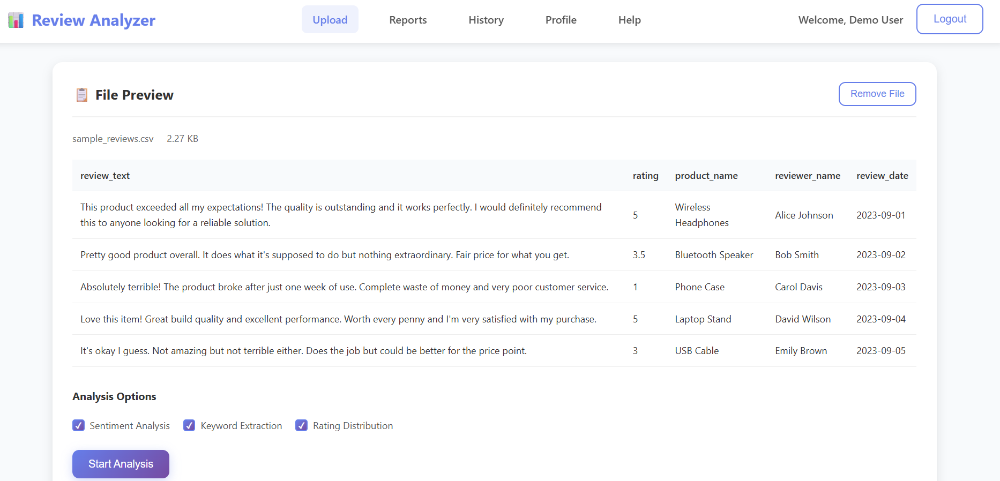 Review Analyzer
Upload
Reports
History
Profile
Help
Welcome, Demo User
Logout
File Preview
Remove File
sample_reviews.csv 2.27 KB
review_text rating product_name reviewer_name review_date
This product exceeded all my expectations! The quality is outstanding and it works perfectly. I would definitely recommend
this to anyone looking for a reliable solution.
5
Wireless
Headphones
Alice Johnson
2023-09-01
Pretty good product overall. It does what it's supposed to do but nothing extraordinary. Fair price for what you get. 3.5 Bluetooth Speaker Bob Smith 2023-09-02
Absolutely terrible! The product broke after just one week of use. Complete waste of money and very poor customer service. 1 Phone Case Carol Davis 2023-09-03
Love this item! Great build quality and excellent performance. Worth every penny and I'm very satisfied with my purchase. 5 Laptop Stand David Wilson 2023-09-04
It's okay I guess. Not amazing but not terrible either. Does the job but could be better for the price point. 3 USB Cable Emily Brown 2023-09-05
Analysis Options
Sentiment Analysis Keyword Extraction Rating Distribution
Start Analysis